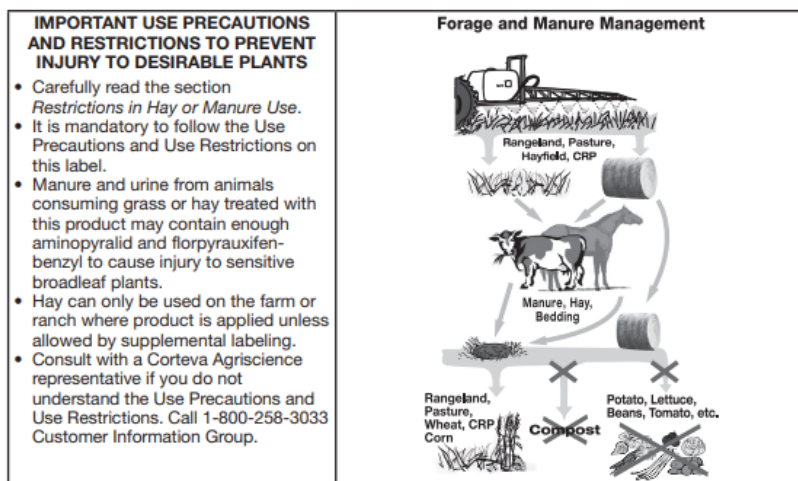 IMPORTANT USE PRECAUTIONS
AND RESTRICTIONS TO PREVENT
INJURY TO DESIRABLE PLANTS
• Carefully read the section
Restrictions in Hay or Manure Use.
• It is mandatory to follow the Use
Precautions and Use Restrictions on
this label.
• Manure and urine from animals
consuming grass or hay treated with
this product may contain enough
aminopyralid and florpyrauxifen-
benzyl to cause injury to sensitive
broadleaf plants.
• Hay can only be used on the farm or
ranch where product is applied unless
allowed by supplemental labeling.
• Consult with a Corteva Agriscience
representative if you do not
understand the Use Precautions and
Use Restrictions. Call 1-800-258-3033
Customer Information Group.
Forage and Manure Management
Rangeland, Pasture,
Hayfield, CRP
Manure, Hay,
Bedding
Rangeland,
Pasture,
Wheat, CRP
Corn
Compost
Potato, Lettuce,
Beans, Tomato, etc.